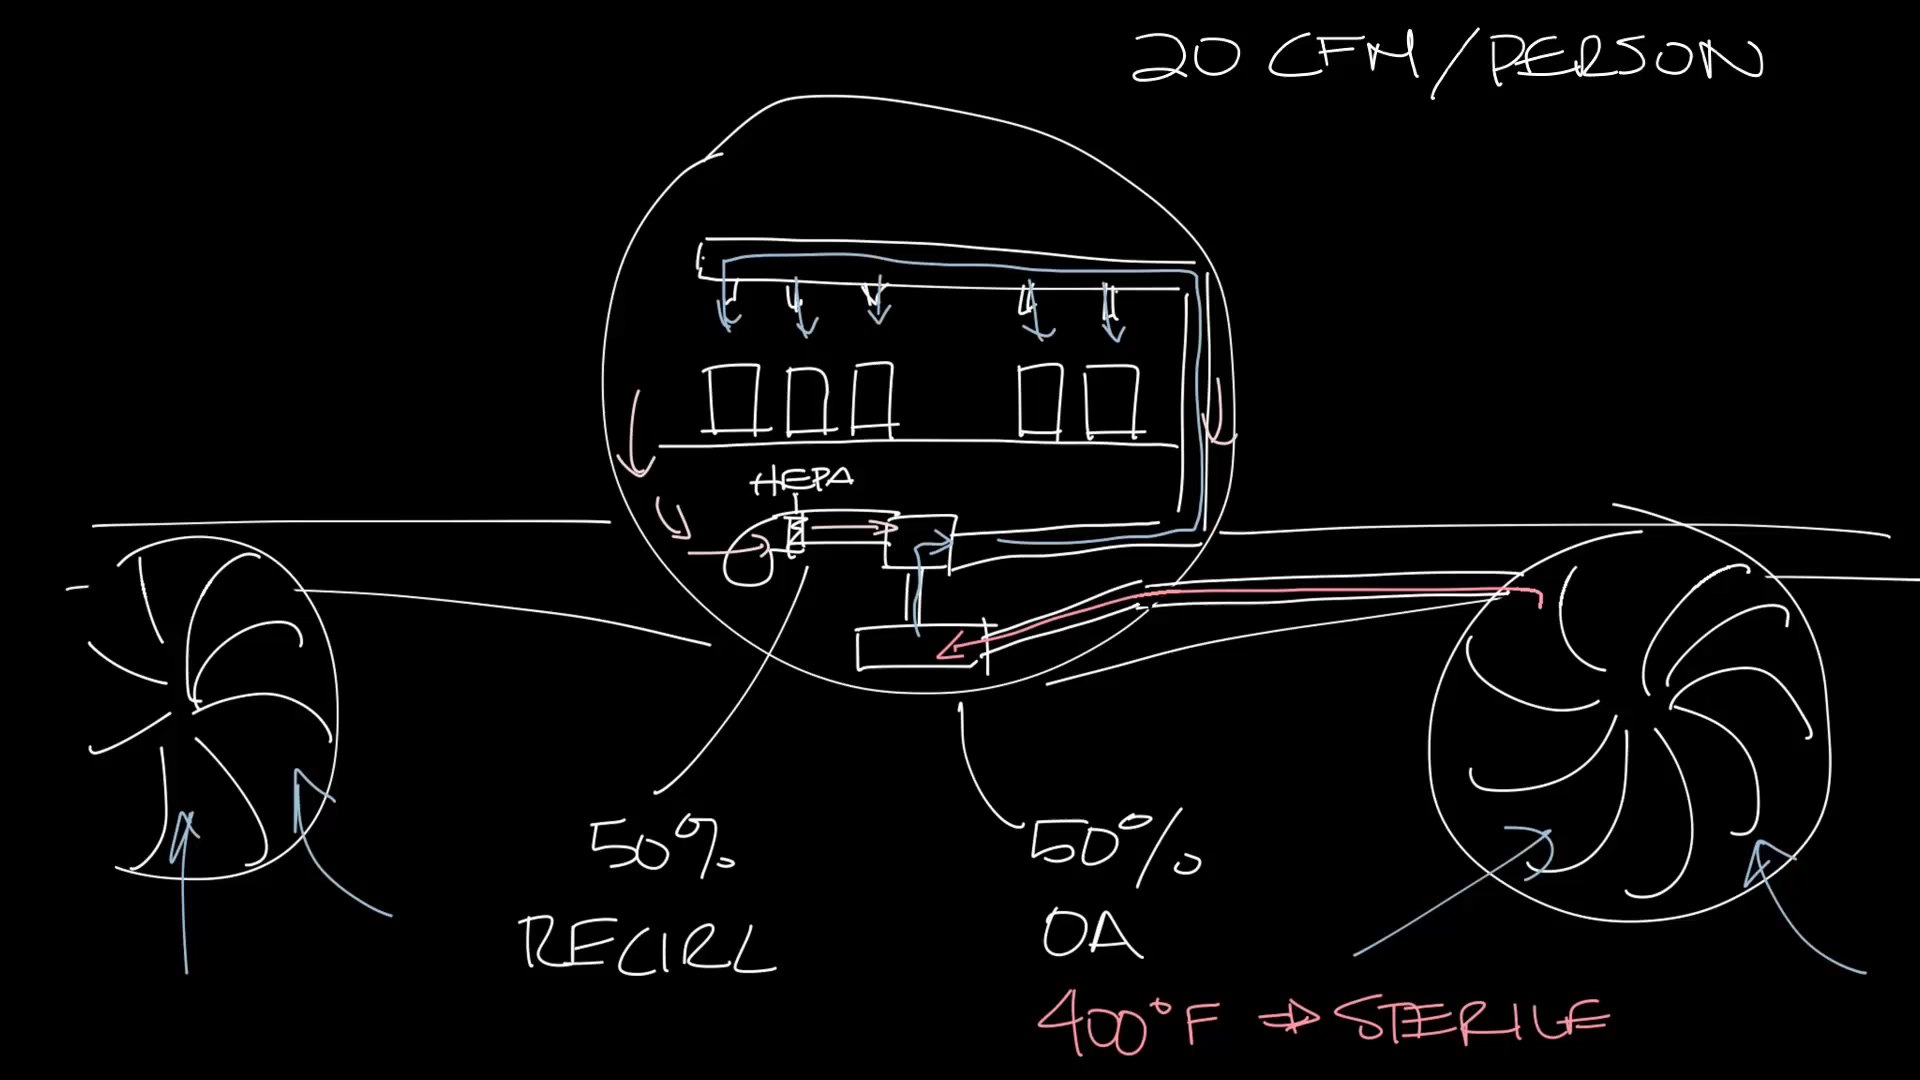 20 CFM/PERSON
HEPA
50%
RECIRC
50%
OA
400°F ⇒ STERILE